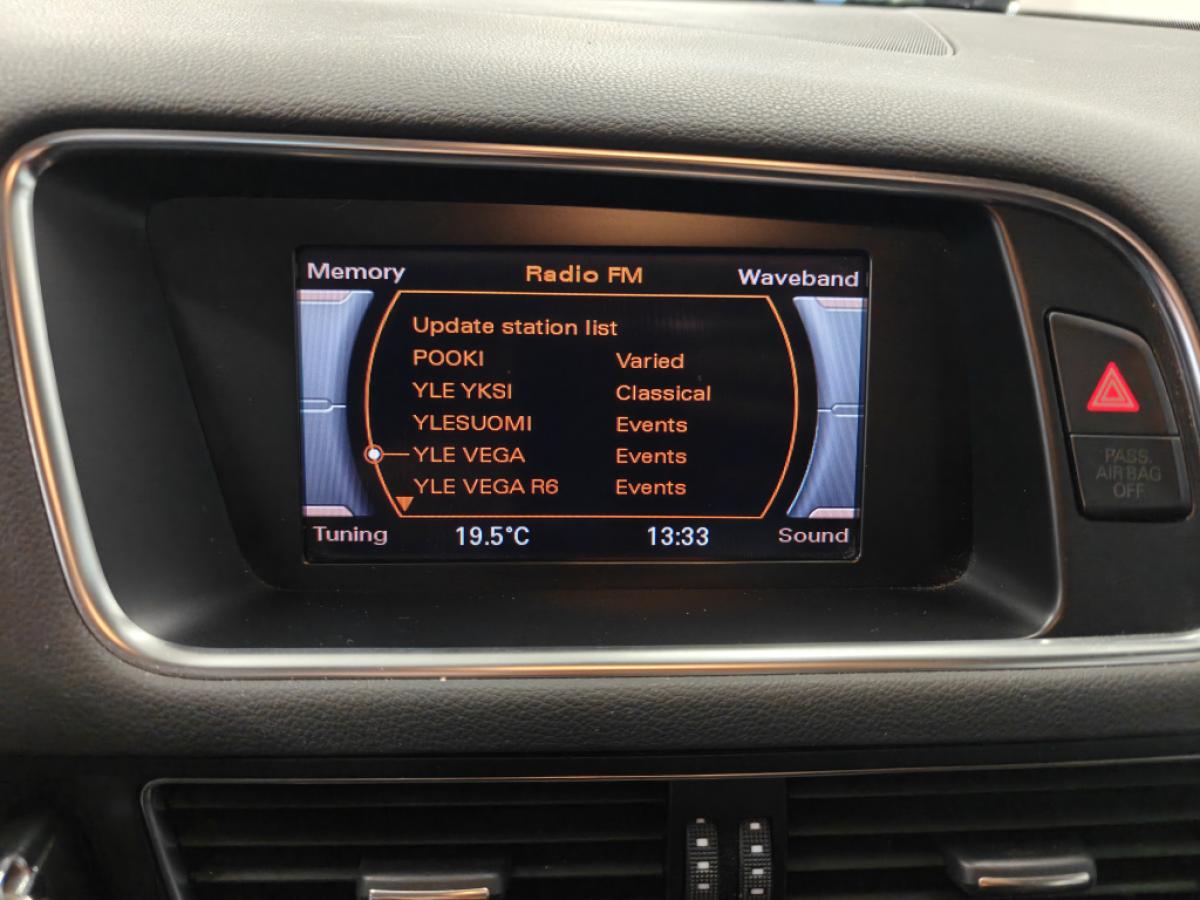 Memory Radio FM Waveband
Update station list
POOKI Varied
YLE YKSI Classical
YLESUOMI Events
YLE VEGA Events
YLE VEGA R6 Events
Tuning 19.5°C 13:33 Sound
PASS.
AIR BAG
OFF